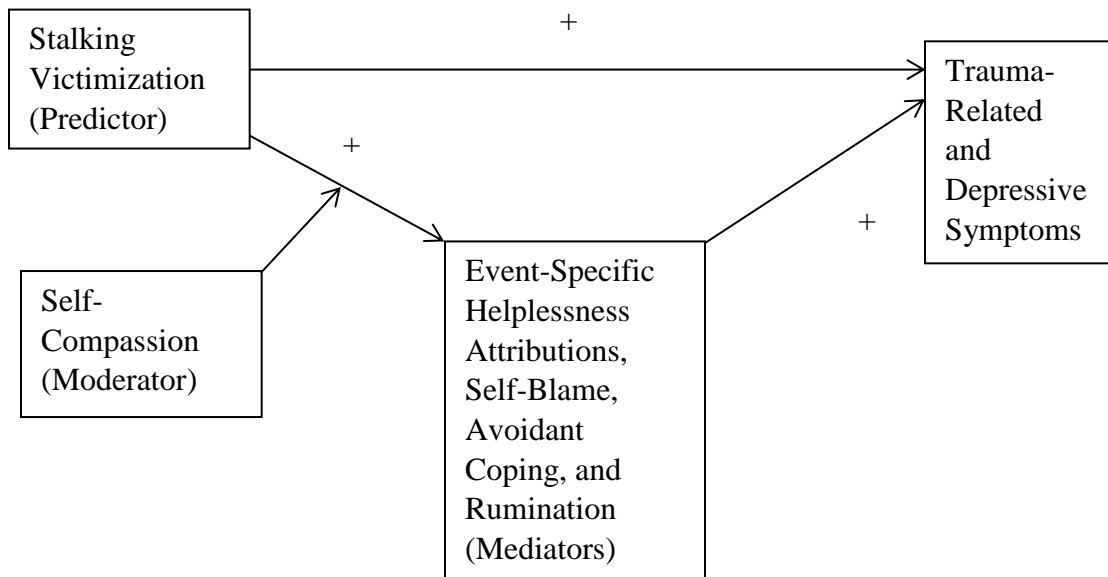 +
Stalking
Victimization
(Predictor)
Trauma-
Related
and
Depressive
Symptoms
+
+
Self-
Compassion
(Moderator)
Event-Specific
Helplessness
Attributions,
Self-Blame,
Avoidant
Coping, and
Rumination
(Mediators)